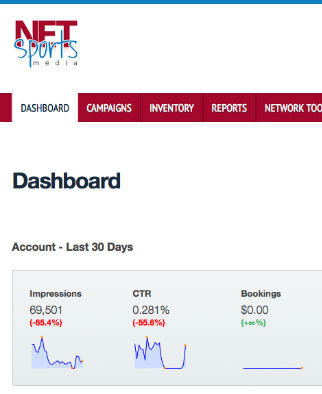 NFT
Sports
media
DASHBOARD CAMPAIGNS INVENTORY REPORTS NETWORK TOO
Dashboard
Account - Last 30 Days
Impressions CTR Bookings
69,501 0.281% $0.00
(-65.4%) (-55.6%) (+∞%)